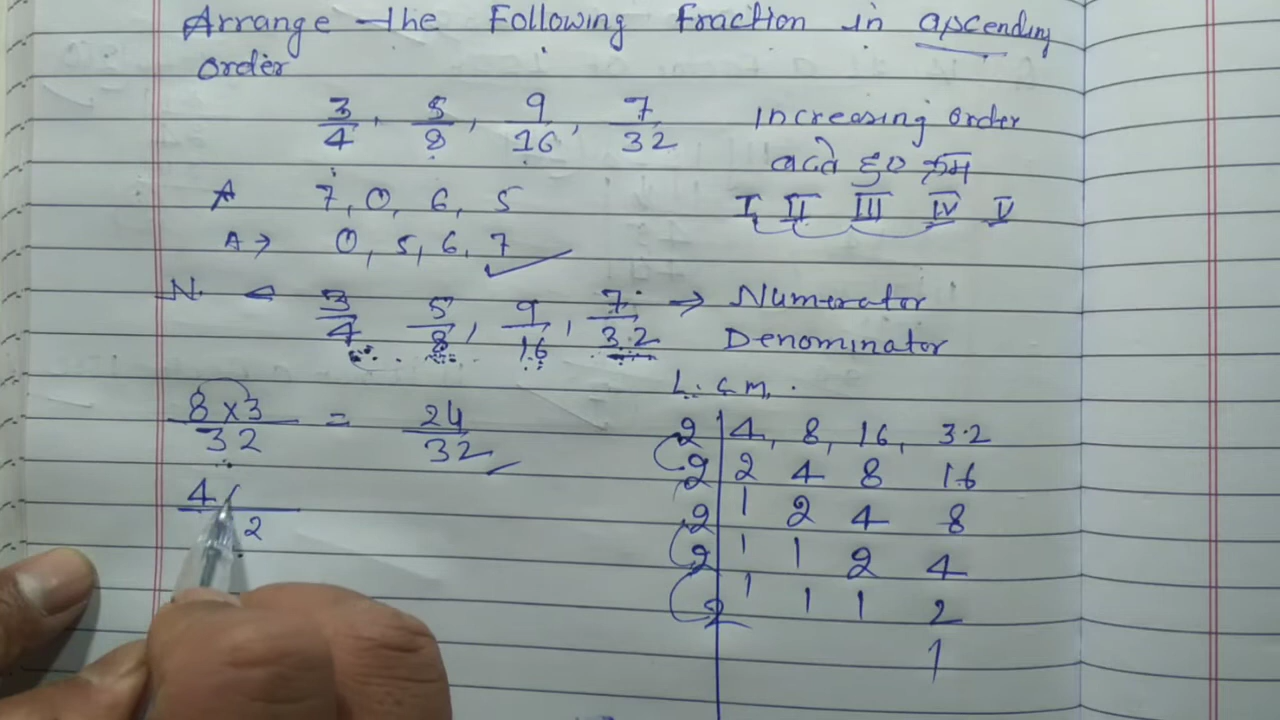 Arrange the Following Fraction in ascending
order
3/4, 5/8, 9/16, 7/32
Increasing order
बढते हुए क्रम
A 7, 0, 6, 5
I II III IV V
A → 0, 5, 6, 7 ✓
N. ← 3/4 5/8, 9/16, 7/32 → Numerator
Denominator
L.C.M.
8×3/32 = 24/32
2 | 4, 8, 16, 32
2 | 2 4 8 16
4 2
2 | 1 2 4 8
2 | 1 1 2 4
2 | 1 1 1 2
1